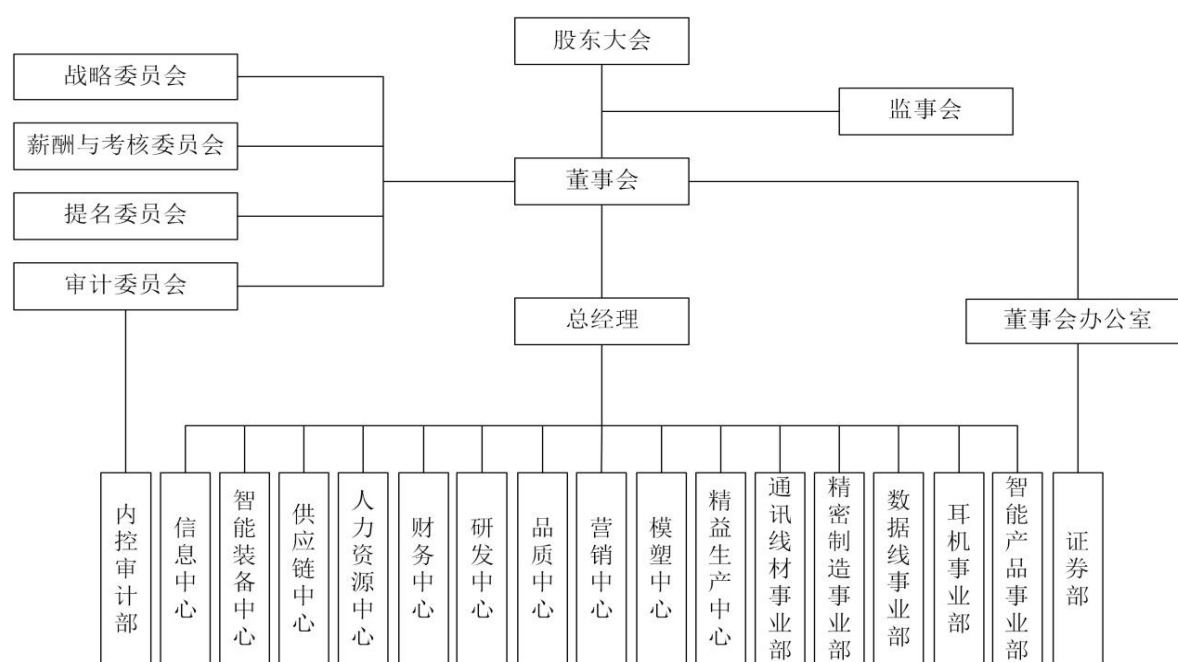 股东大会
战略委员会
监事会
薪酬与考核委员会
董事会
提名委员会
审计委员会
总经理
董事会办公室
内控审计部
信息中心
智能装备中心
供应链中心
人力资源中心
财务中心
研发中心
品质中心
营销中心
模塑中心
精益生产中心
通讯线材事业部
精密制造事业部
数据线事业部
耳机事业部
智能产品事业部
证券部